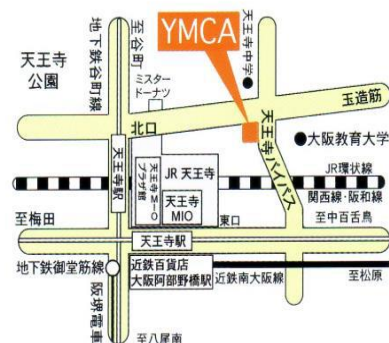 YMCA
天王寺公園
地下鉄谷町線
至谷町
ミスタードーナツ
天王寺中学
玉造筋
北口
大阪教育大学
天王寺バイパス
天王寺駅
天王寺MIO
プラザ館
JR 天王寺
天王寺
MIO
JR環状線
関西線・阪和線
至梅田
東口
至中百舌鳥
天王寺駅
地下鉄御堂筋線
近鉄百貨店
大阪阿部野橋駅
近鉄南大阪線
至松原
阪堺電車
至八尾南